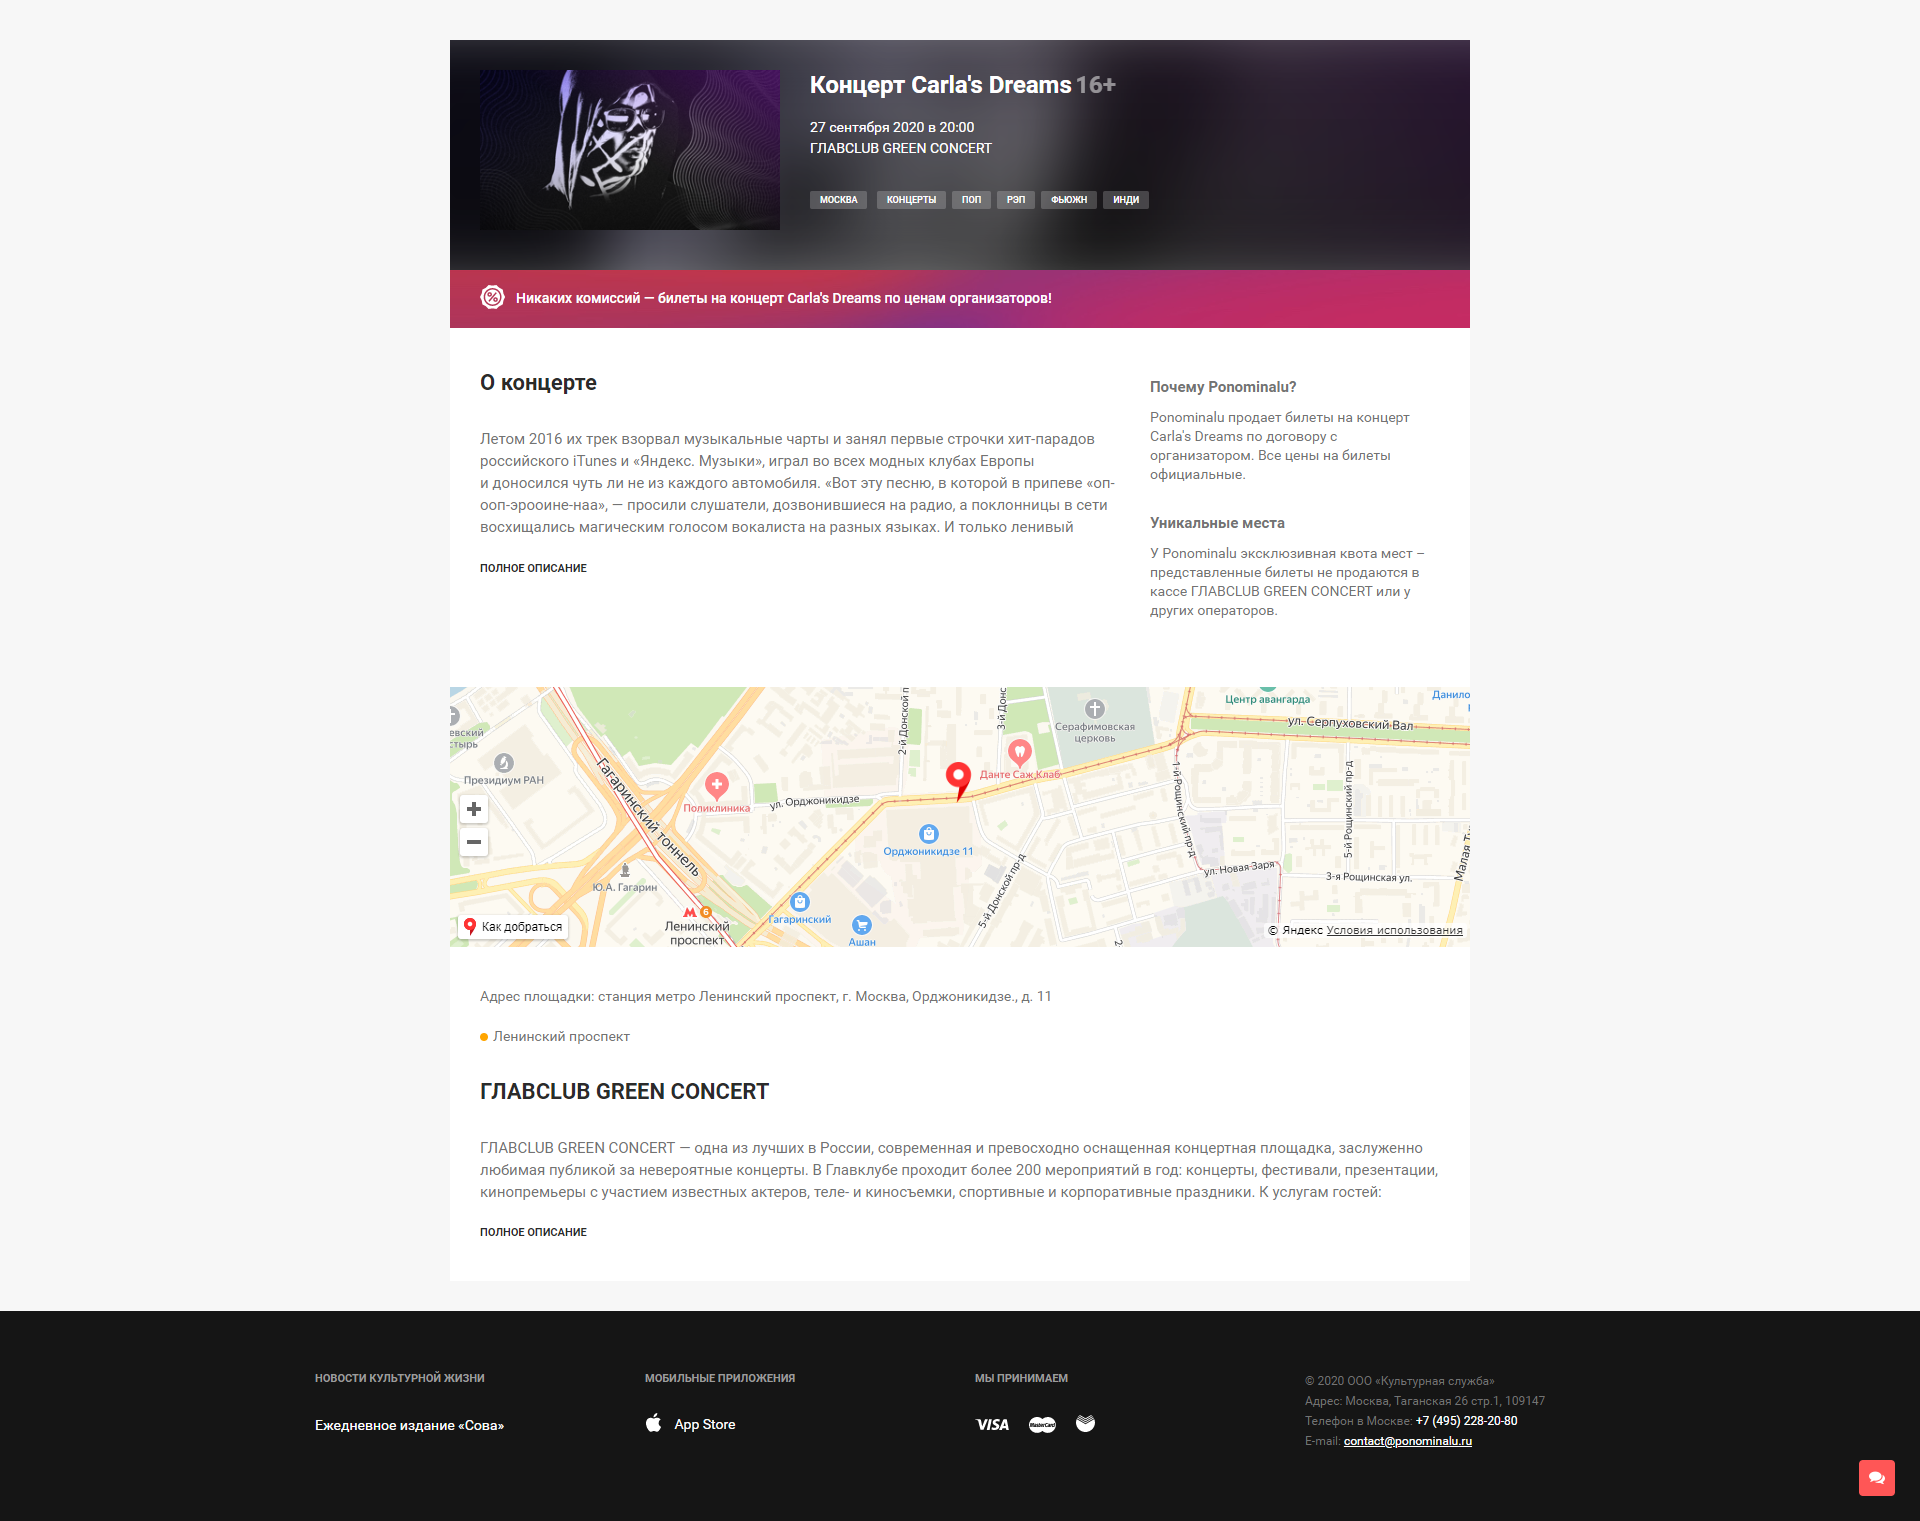 Концерт Carla's Dreams 16+
27 сентября 2020 в 20:00
ГЛАВCLUB GREEN CONCERT
МОСКВА КОНЦЕРТЫ ПОП РЭП ФЬЮЖН ИНДИ
Никаких комиссий — билеты на концерт Carla's Dreams по ценам организаторов!
О концерте
Летом 2016 их трек взорвал музыкальные чарты и занял первые строчки хит-парадов
российского iTunes и «Яндекс. Музыки», играл во всех модных клубах Европы
и доносился чуть ли не из каждого автомобиля. «Вот эту песню, в которой в припеве «оп-
ооп-эрооине-наа», — просили слушатели, дозвонившиеся на радио, а поклонницы в сети
восхищались магическим голосом вокалиста на разных языках. И только ленивый
ПОЛНОЕ ОПИСАНИЕ
Почему Ponominalu?
Ponominalu продает билеты на концерт
Carla's Dreams по договору с
организатором. Все цены на билеты
официальные.
Уникальные места
У Ponominalu эксклюзивная квота мест –
представленные билеты не продаются в
кассе ГЛАВCLUB GREEN CONCERT или у
других операторов.
Центр авангарда
Данило
ул. Серпуховский Вал
Серафимовская
церковь
2-й Донской п
3-й Донс
евский
стырь
Президиум РАН
Гагаринский тоннель
Поликлиника
ул. Орджоникидзе
Данте Саж.Клаб
1-й Рощинский пр-д
5-й Рощинский пр-д
Орджоникидзе 11
5-й Донской пр-д
ул. Новая Заря
3-я Рощинская ул.
Малая Ту
Ю.А. Гагарин
6
Ленинский
проспект
Гагаринский
Ашан
2-
Как добраться
© Яндекс Условия использования
Адрес площадки: станция метро Ленинский проспект, г. Москва, Орджоникидзе., д. 11
Ленинский проспект
ГЛАВCLUB GREEN CONCERT
ГЛАВCLUB GREEN CONCERT — одна из лучших в России, современная и превосходно оснащенная концертная площадка, заслуженно
любимая публикой за невероятные концерты. В Главклубе проходит более 200 мероприятий в год: концерты, фестивали, презентации,
кинопремьеры с участием известных актеров, теле- и киносъемки, спортивные и корпоративные праздники. К услугам гостей:
ПОЛНОЕ ОПИСАНИЕ
НОВОСТИ КУЛЬТУРНОЙ ЖИЗНИ
Ежедневное издание «Сова»
МОБИЛЬНЫЕ ПРИЛОЖЕНИЯ
App Store
МЫ ПРИНИМАЕМ
VISA MasterCard
© 2020 ООО «Культурная служба»
Адрес: Москва, Таганская 26 стр.1, 109147
Телефон в Москве: +7 (495) 228-20-80
E-mail: contact@ponominalu.ru